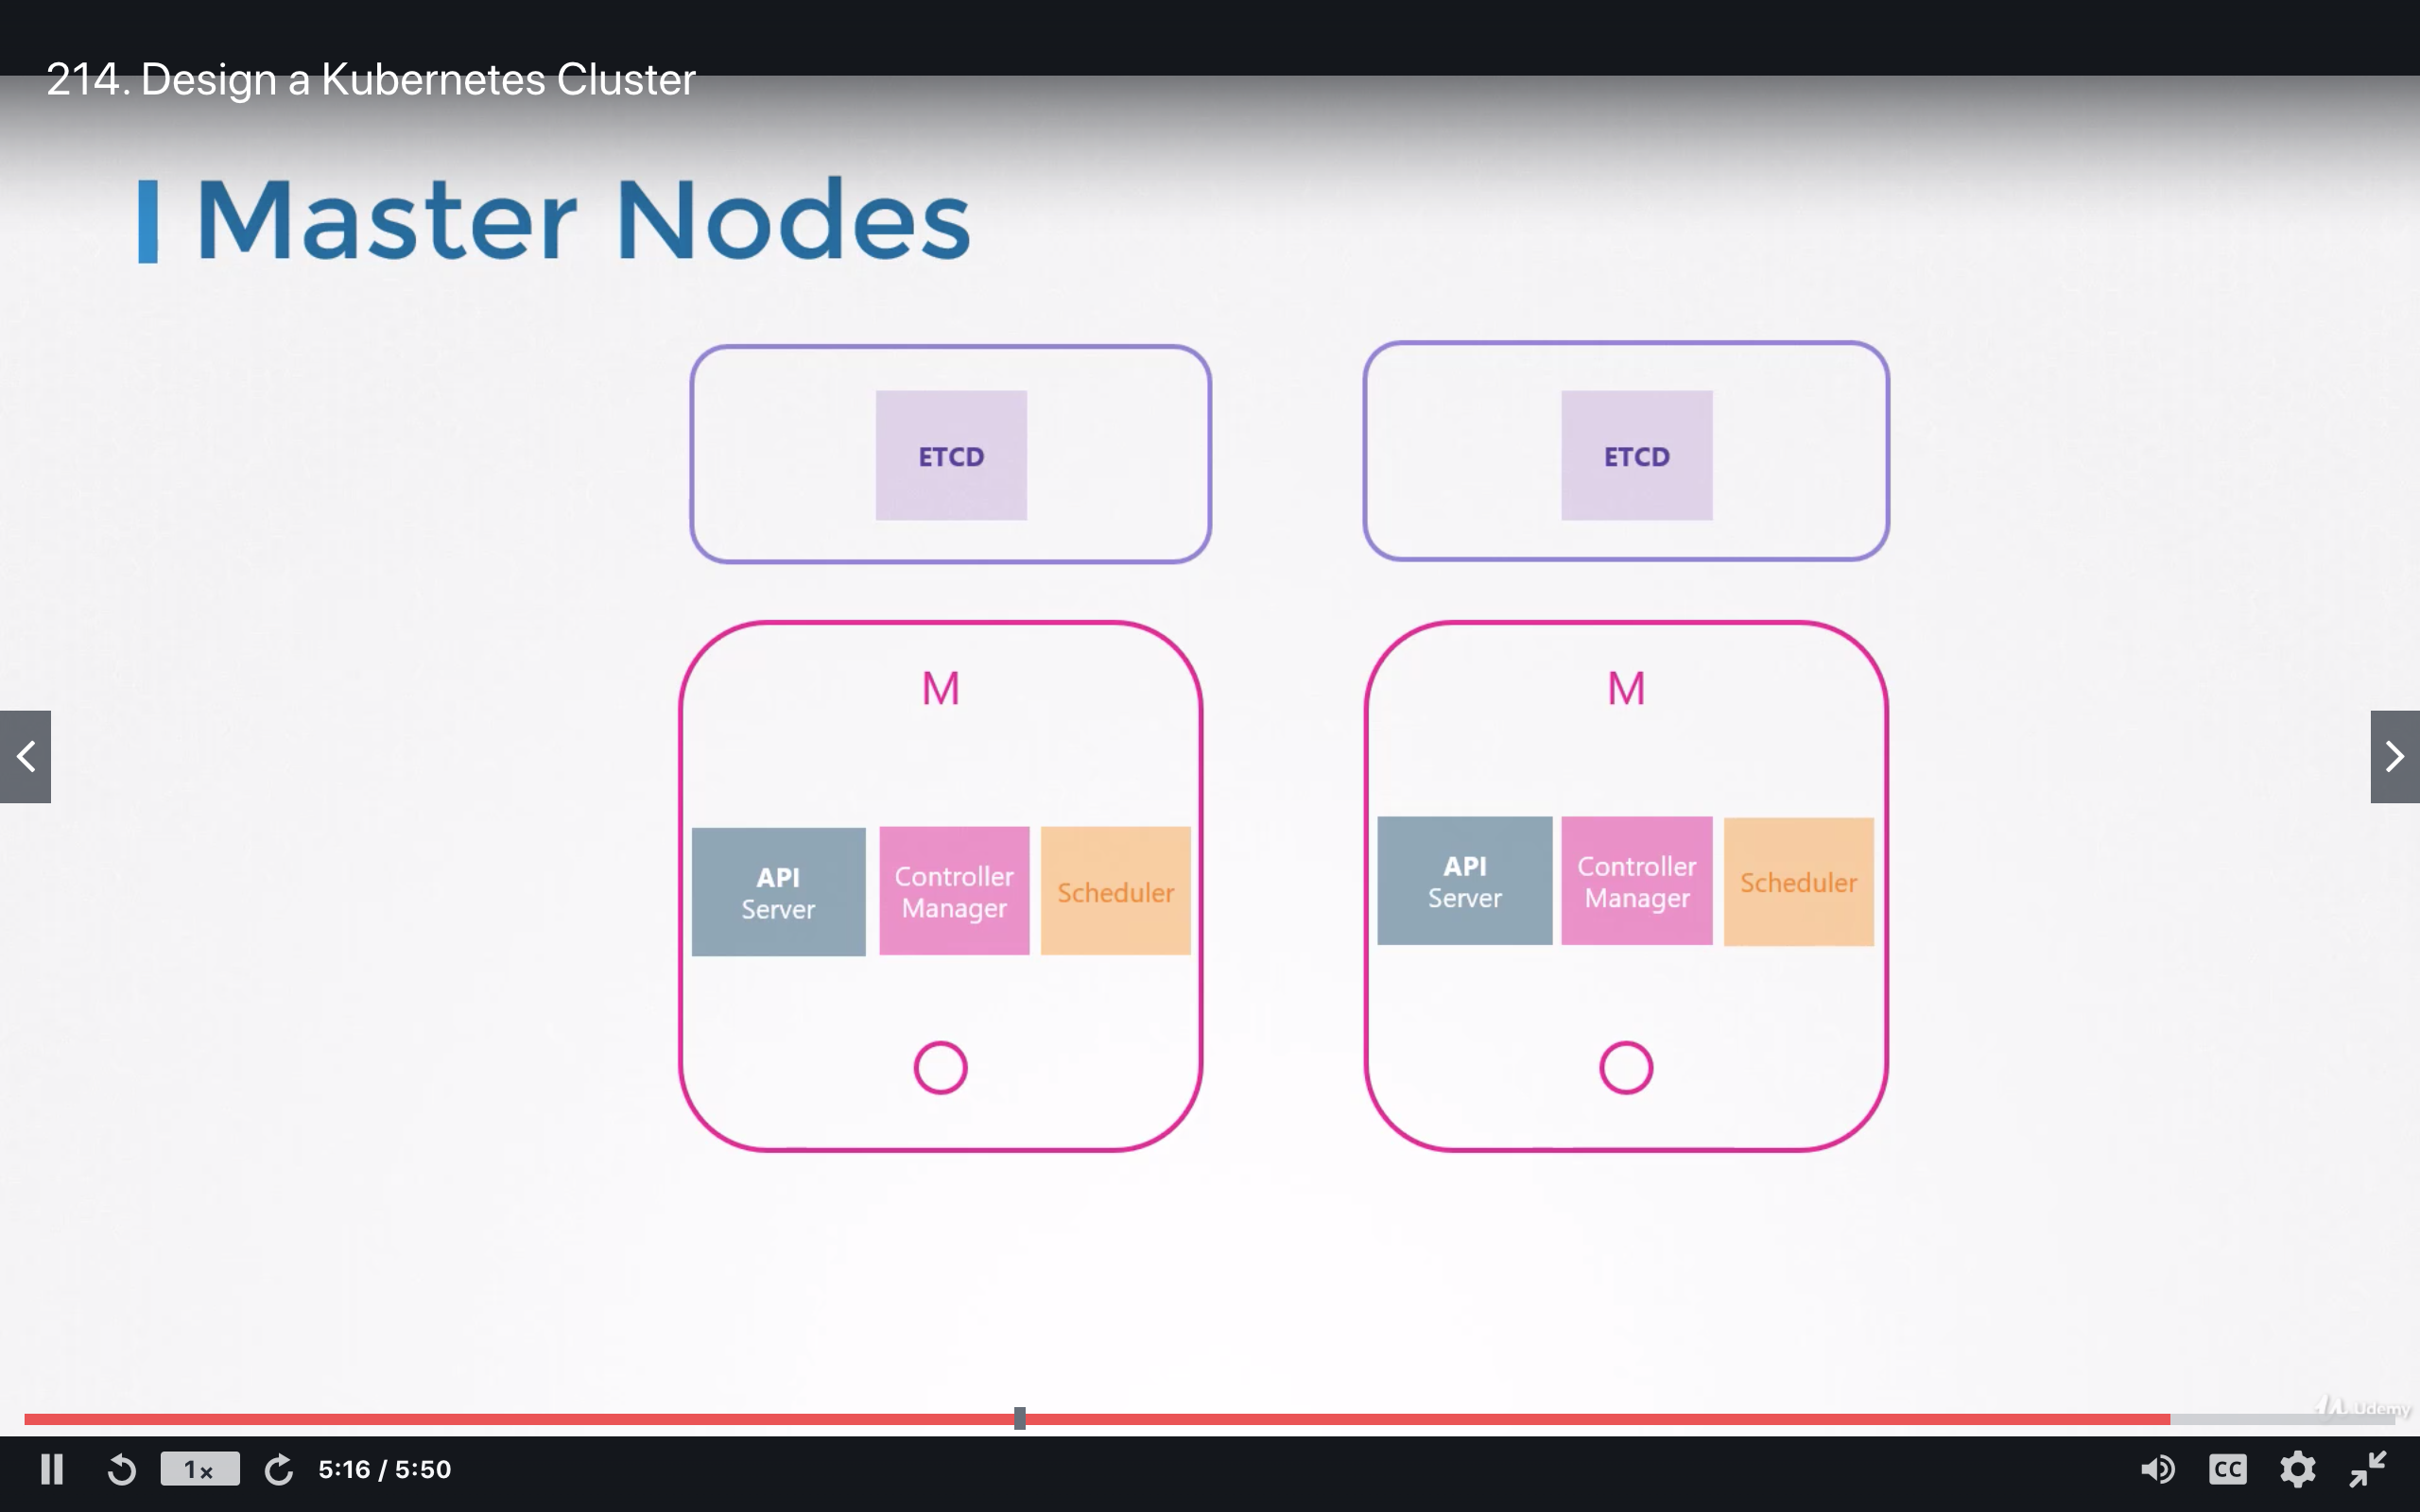 214. Design a Kubernetes Cluster
Master Nodes
ETCD
ETCD
M
M
API
Server
Controller
Manager
Scheduler
API
Server
Controller
Manager
Scheduler
Udemy
1x
5:16 / 5:50
CC